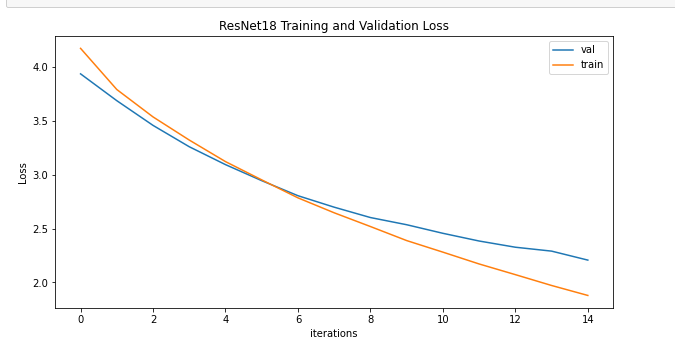 ResNet18 Training and Validation Loss
val
train
4.0
3.5
3.0
2.5
2.0
Loss
0 2 4 6 8 10 12 14
iterations